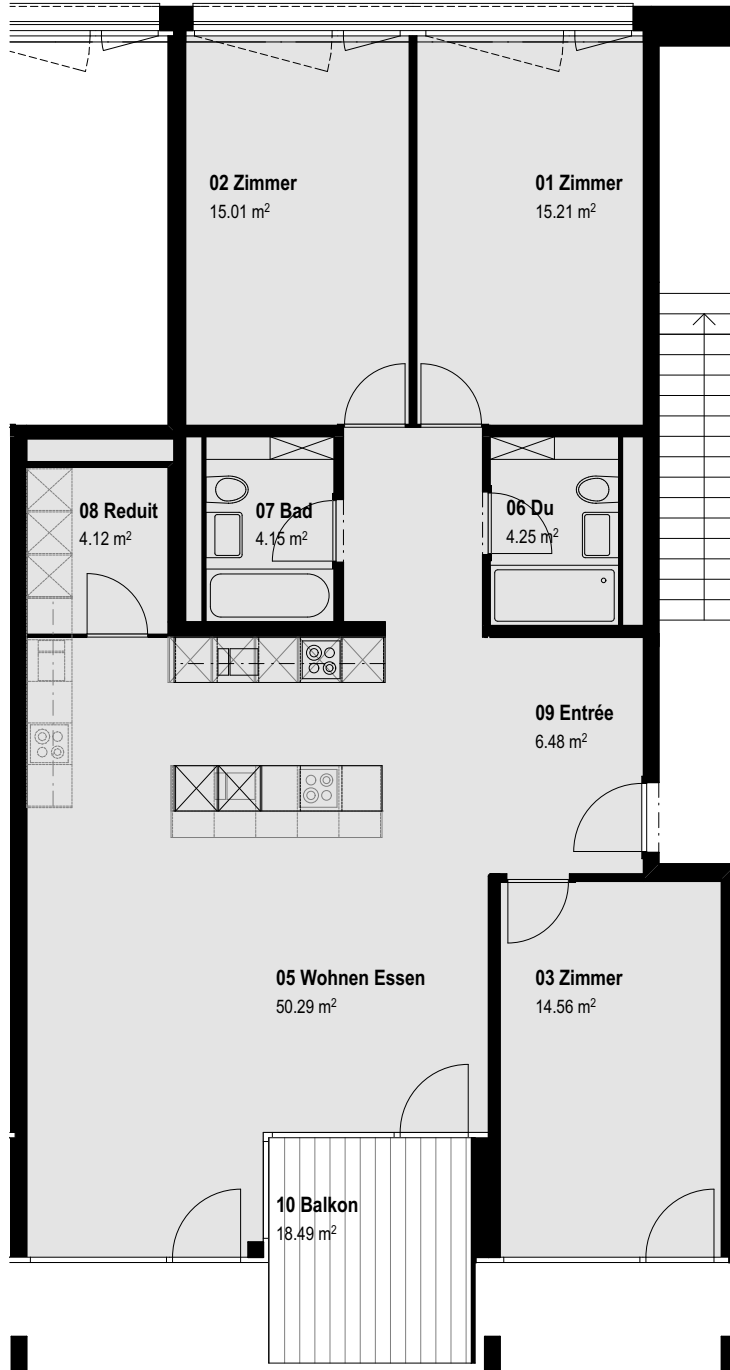 02 Zimmer
15.01 m²
01 Zimmer
15.21 m²
08 Reduit
4.12 m²
07 Bad
4.15 m²
06 Du
4.25 m²
09 Entrée
6.48 m²
05 Wohnen Essen
50.29 m²
03 Zimmer
14.56 m²
10 Balkon
18.49 m²